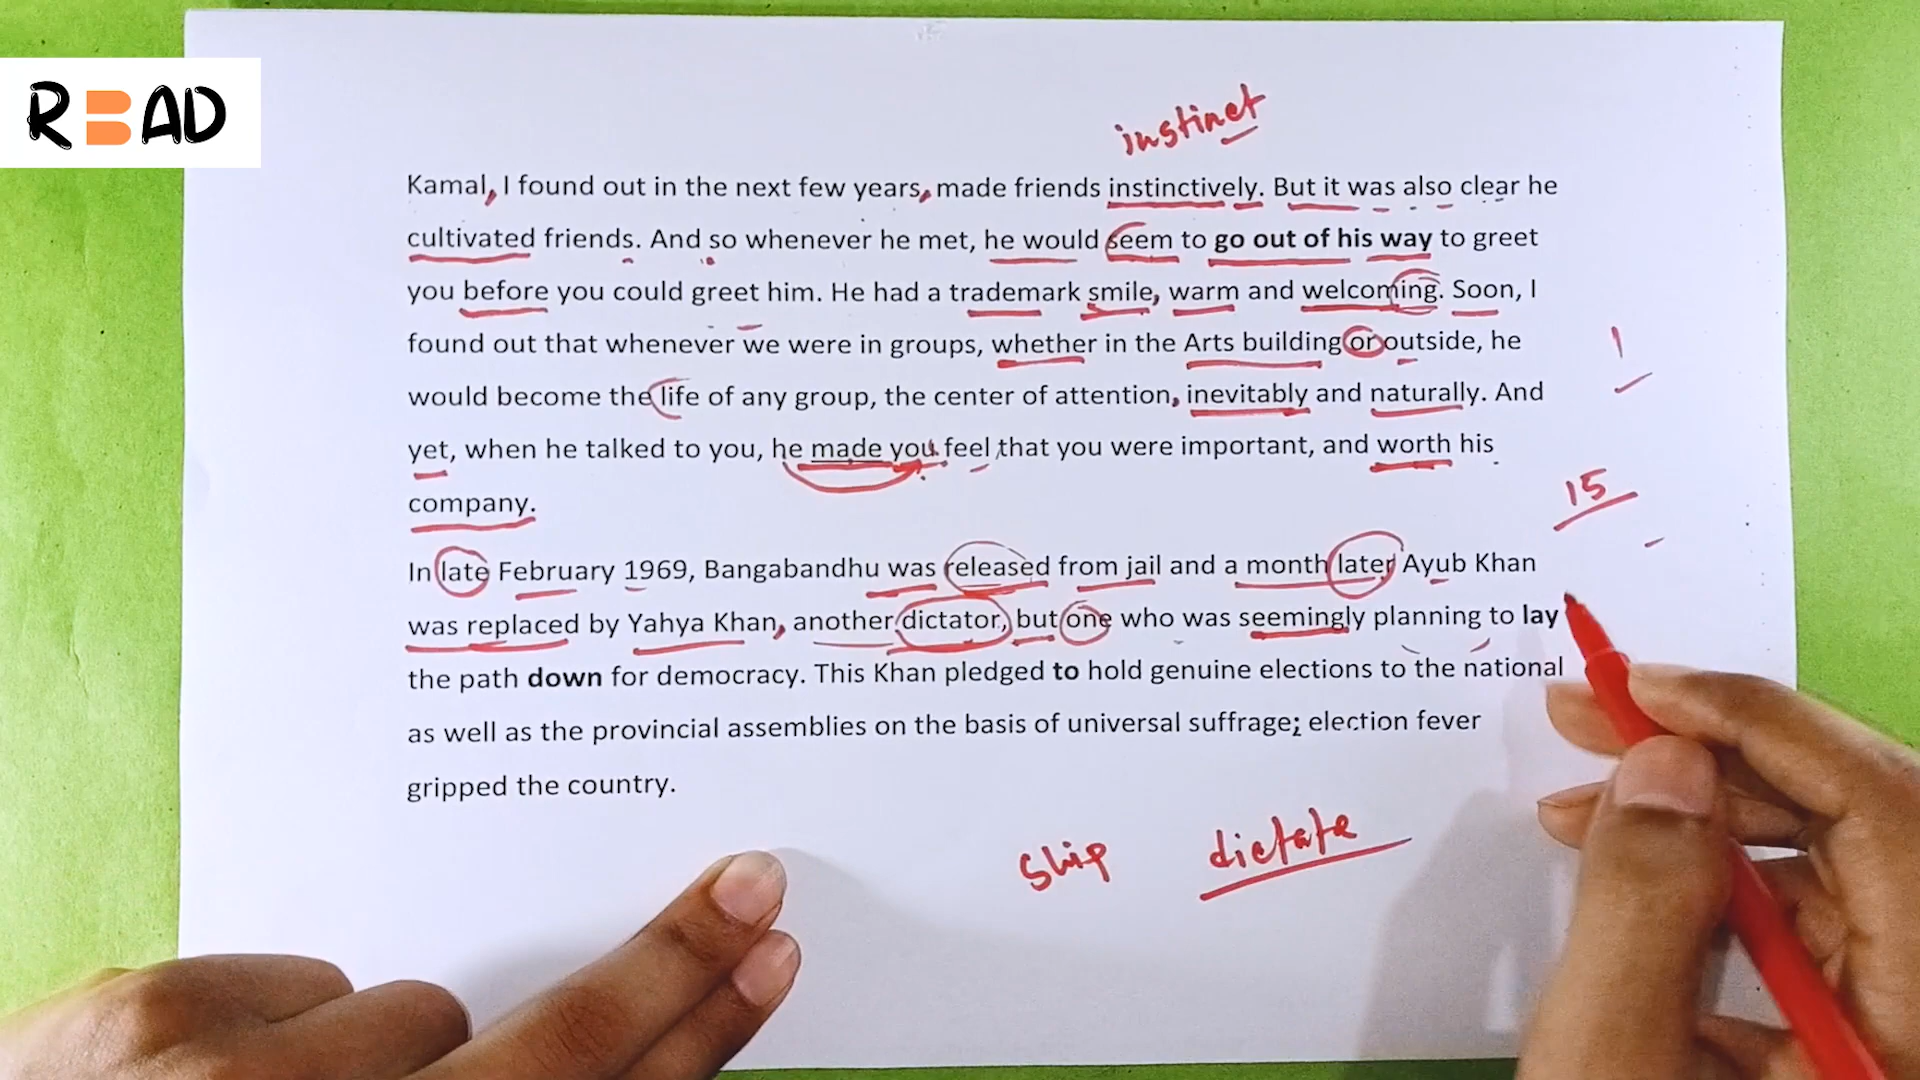 READ
instinct
Kamal, I found out in the next few years, made friends instinctively. But it was also clear he
cultivated friends. And so whenever he met, he would seem to go out of his way to greet
you before you could greet him. He had a trademark smile, warm and welcoming. Soon, I
found out that whenever we were in groups, whether in the Arts building or outside, he
would become the life of any group, the center of attention, inevitably and naturally. And
yet, when he talked to you, he made you feel that you were important, and worth his
company.
15
In late February 1969, Bangabandhu was released from jail and a month later Ayub Khan
was replaced by Yahya Khan, another dictator, but one who was seemingly planning to lay
the path down for democracy. This Khan pledged to hold genuine elections to the national
as well as the provincial assemblies on the basis of universal suffrage; election fever
gripped the country.
ship dictate